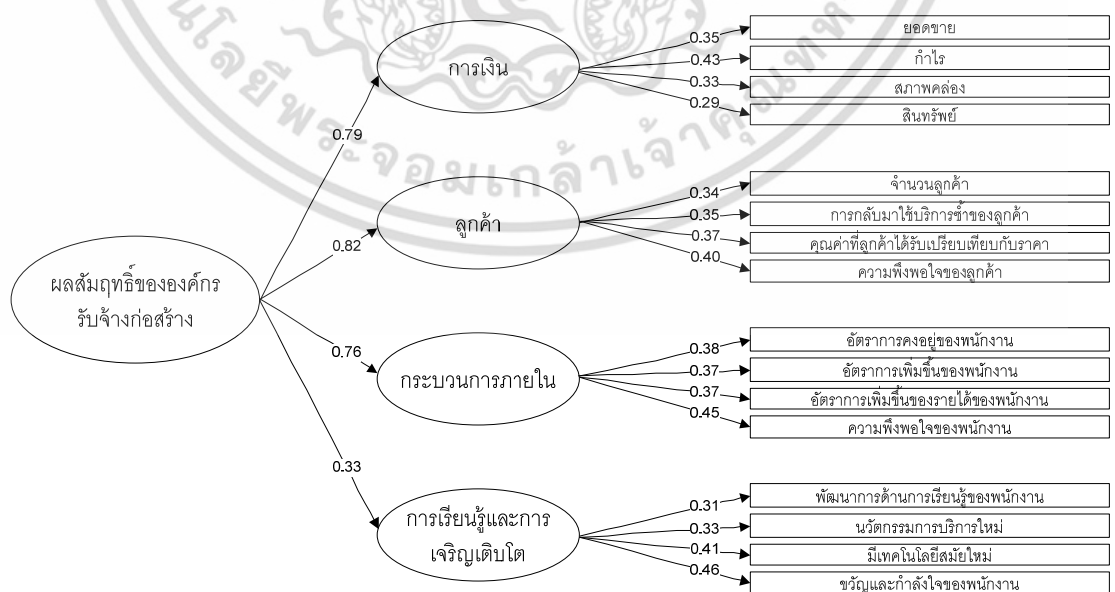 ผลสัมฤทธิ์ขององค์กร
รับจ้างก่อสร้าง
0.79
0.82
0.76
0.33
การเงิน
0.35
0.43
0.33
0.29
ยอดขาย
กำไร
สภาพคล่อง
สินทรัพย์
ลูกค้า
0.34
0.35
0.37
0.40
จำนวนลูกค้า
การกลับมาใช้บริการซ้ำของลูกค้า
คุณค่าที่ลูกค้าได้รับเปรียบเทียบกับราคา
ความพึงพอใจของลูกค้า
กระบวนการภายใน
0.38
0.37
0.37
0.45
อัตราการคงอยู่ของพนักงาน
อัตราการเพิ่มขึ้นของพนักงาน
อัตราการเพิ่มขึ้นของรายได้ของพนักงาน
ความพึงพอใจของพนักงาน
การเรียนรู้และการ
เจริญเติบโต
0.31
0.33
0.41
0.46
พัฒนาการด้านการเรียนรู้ของพนักงาน
นวัตกรรมการบริการใหม่
มีเทคโนโลยีสมัยใหม่
ขวัญและกำลังใจของพนักงาน
โลยีพระจอมเกล้าเจ้าคุณทห